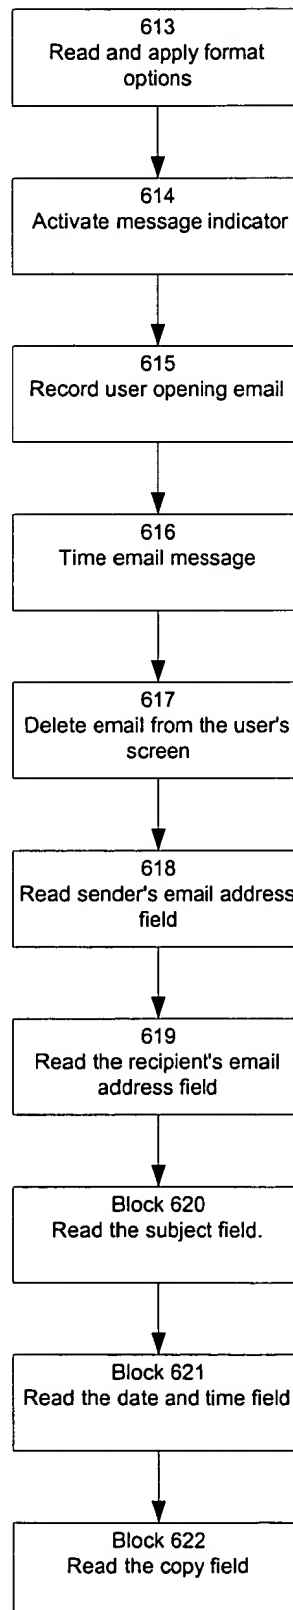 613
Read and apply format
options
614
Activate message indicator
615
Record user opening email
616
Time email message
617
Delete email from the user's
screen
618
Read sender's email address
field
619
Read the recipient's email
address field
Block 620
Read the subject field.
Block 621
Read the date and time field
Block 622
Read the copy field